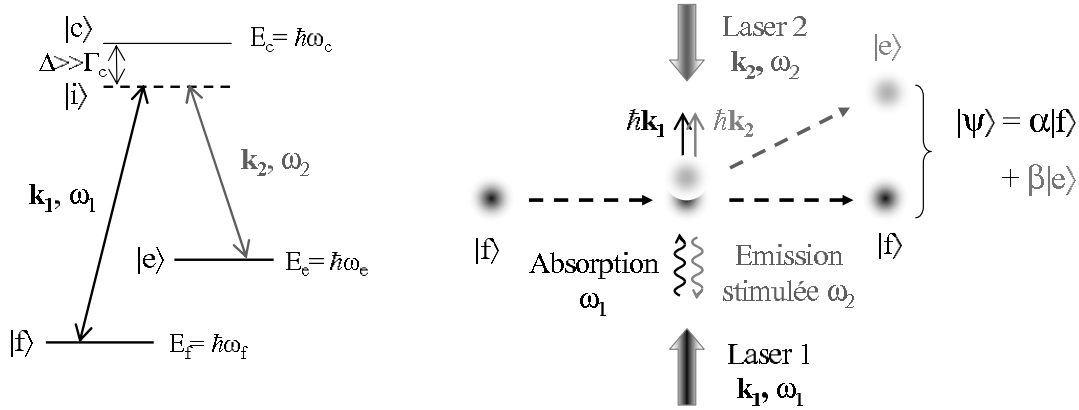 |c⟩
E_c= ℏω_c
Δ>>Γ_c
|i⟩
k_2, ω_2
k_1, ω_1
|e⟩
E_e= ℏω_e
|f⟩
E_f= ℏω_f
Laser 2
k_2, ω_2
|e⟩
ℏk_1
ℏk_2
|ψ⟩ = α|f⟩
+ β|e⟩
|f⟩
|f⟩
Absorption
ω_1
Emission
stimulée ω_2
Laser 1
k_1, ω_1